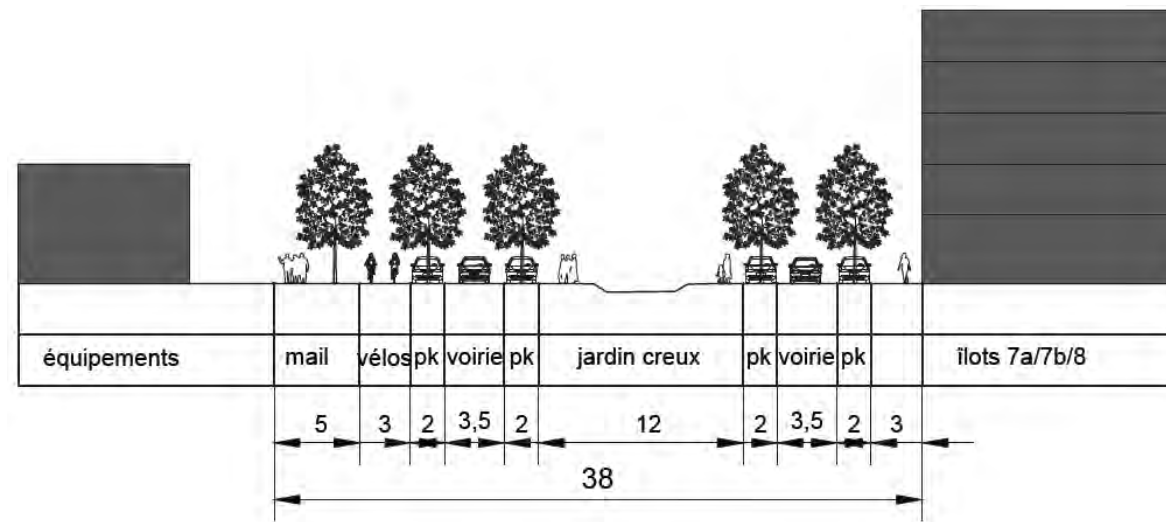 équipements mail vélos pk voirie pk jardin creux pk voirie pk îlots 7a/7b/8
5 3 2 3,5 2 12 2 3,5 2 3
38